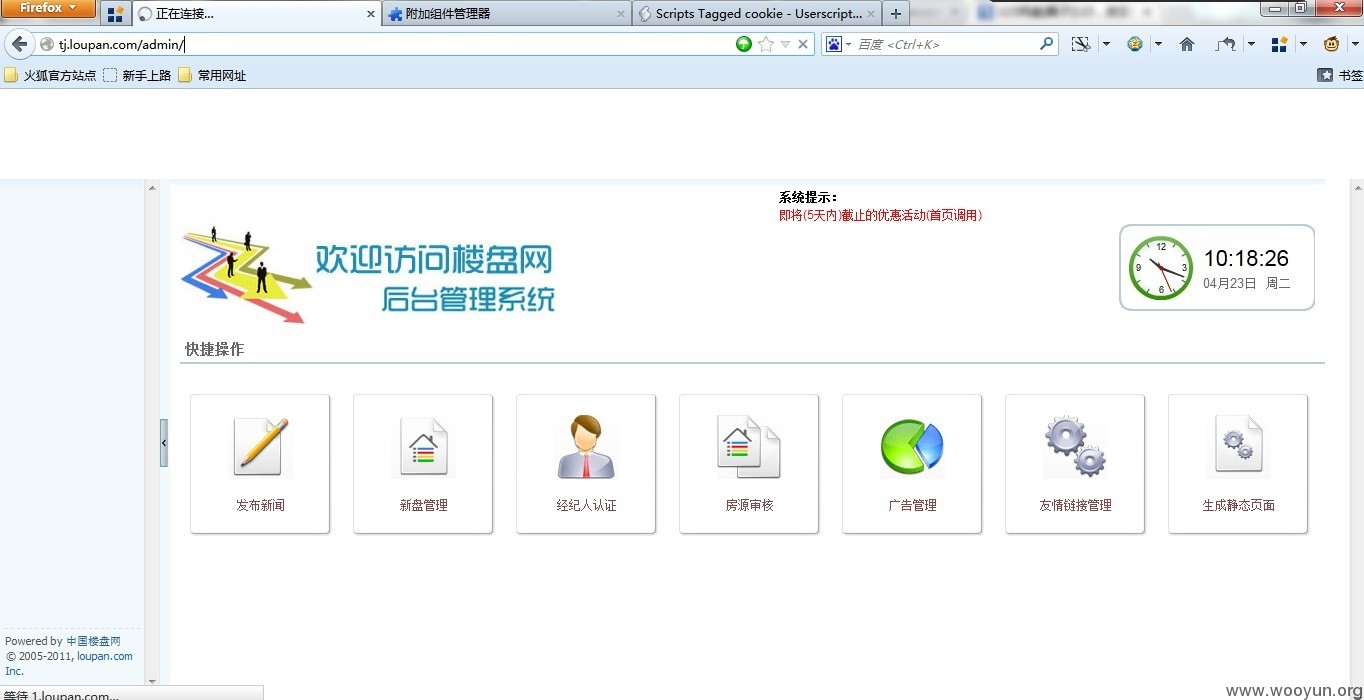 Firefox
正在连接...
附加组件管理器
Scripts Tagged cookie - Userscript...
tj.loupan.com/admin/
百度 <Ctrl+K>
火狐官方站点
新手上路
常用网址
书签
系统提示：
即将(5天内)截止的优惠活动(首页调用)
欢迎访问楼盘网
后台管理系统
12
3
6
9
10:18:26
04月23日 周二
快捷操作
发布新闻
新盘管理
经纪人认证
房源审核
广告管理
友情链接管理
生成静态页面
Powered by 中国楼盘网
© 2005-2011, loupan.com
Inc.
等待 1.loupan.com...
www.wooyun.org